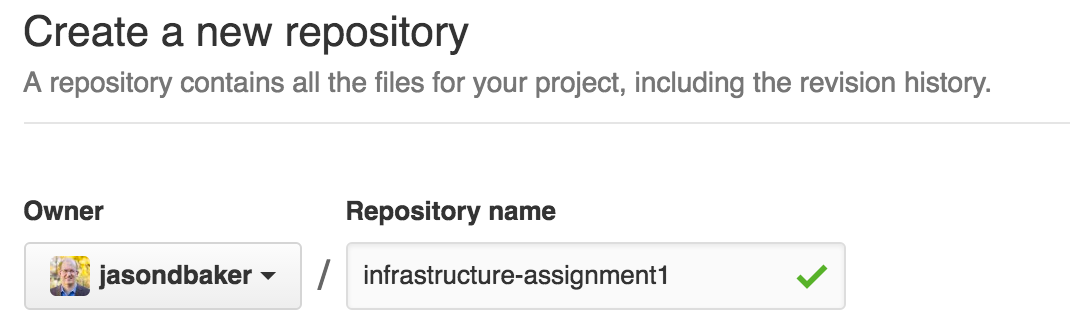 Create a new repository
A repository contains all the files for your project, including the revision history.
Owner
Repository name
jasondbaker / infrastructure-assignment1